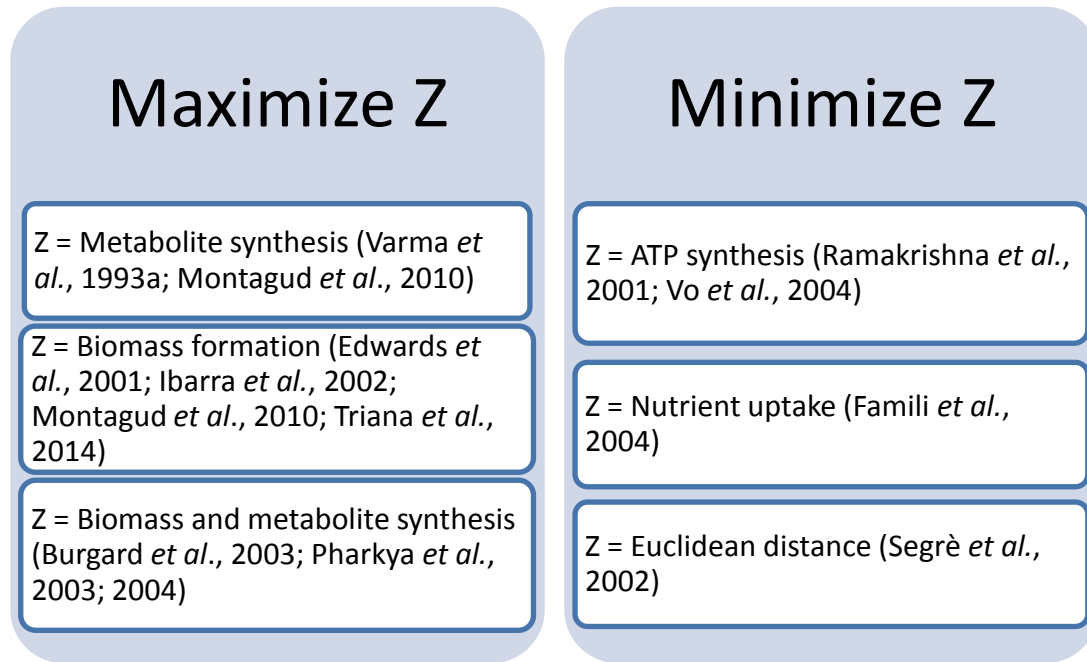 Maximize Z
Z = Metabolite synthesis (Varma et
al., 1993a; Montagud et al., 2010)
Z = Biomass formation (Edwards et
al., 2001; Ibarra et al., 2002;
Montagud et al., 2010; Triana et al.,
2014)
Z = Biomass and metabolite synthesis
(Burgard et al., 2003; Pharkya et al.,
2003; 2004)
Minimize Z
Z = ATP synthesis (Ramakrishna et al.,
2001; Vo et al., 2004)
Z = Nutrient uptake (Famili et al.,
2004)
Z = Euclidean distance (Segrè et al.,
2002)